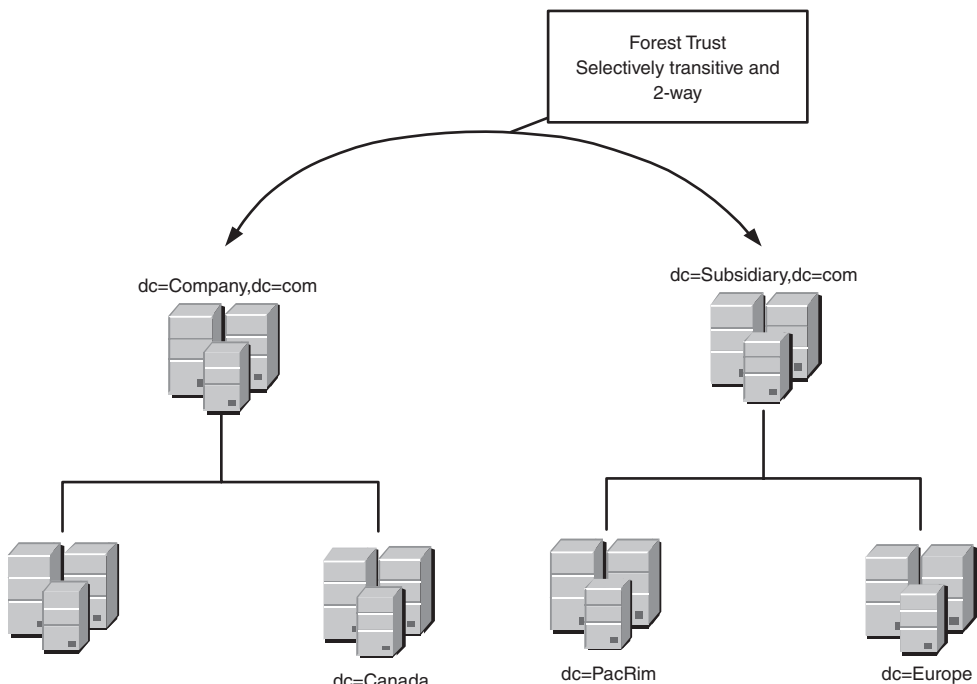 Forest Trust
Selectively transitive and
2-way
dc=Company,dc=com
dc=Subsidiary,dc=com
dc=Canada
dc=PacRim
dc=Europe